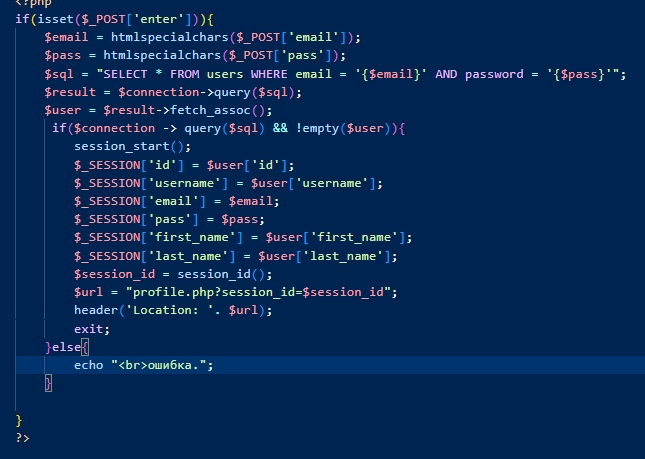 <?php
if(isset($_POST['enter'])){
$email = htmlspecialchars($_POST['email']);
$pass = htmlspecialchars($_POST['pass']);
$sql = "SELECT * FROM users WHERE email = '{$email}' AND password = '{$pass}'";
$result = $connection->query($sql);
$user = $result->fetch_assoc();
if($connection -> query($sql) && !empty($user)){
session_start();
$_SESSION['id'] = $user['id'];
$_SESSION['username'] = $user['username'];
$_SESSION['email'] = $email;
$_SESSION['pass'] = $pass;
$_SESSION['first_name'] = $user['first_name'];
$_SESSION['last_name'] = $user['last_name'];
$session_id = session_id();
$url = "profile.php?session_id=$session_id";
header('Location: '. $url);
exit;
}else{
echo "<br>ошибка.";
}
}
?>